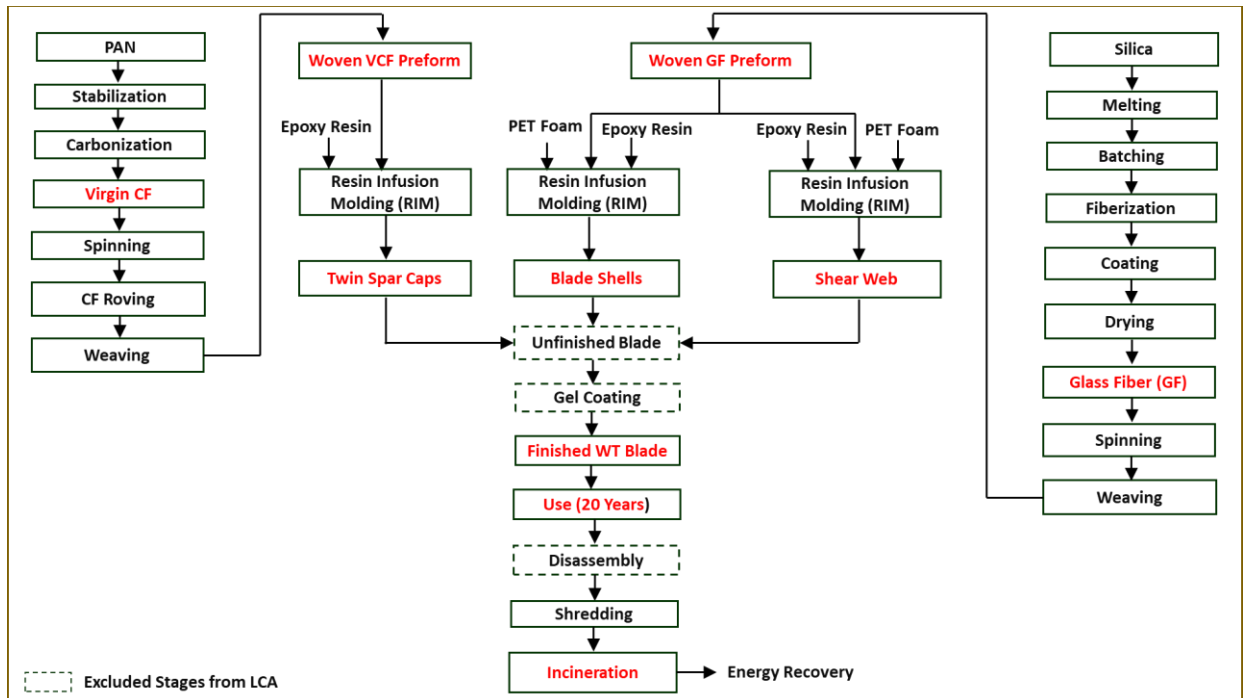 PAN
Stabilization
Carbonization
Virgin CF
Spinning
CF Roving
Weaving
Woven VCF Preform
Epoxy Resin
Resin Infusion
Molding (RIM)
Twin Spar Caps
Woven GF Preform
PET Foam
Epoxy Resin
Resin Infusion
Molding (RIM)
Blade Shells
Epoxy Resin
PET Foam
Resin Infusion
Molding (RIM)
Shear Web
Silica
Melting
Batching
Fiberization
Coating
Drying
Glass Fiber (GF)
Spinning
Weaving
Unfinished Blade
Gel Coating
Finished WT Blade
Use (20 Years)
Disassembly
Shredding
Incineration
Energy Recovery
Excluded Stages from LCA